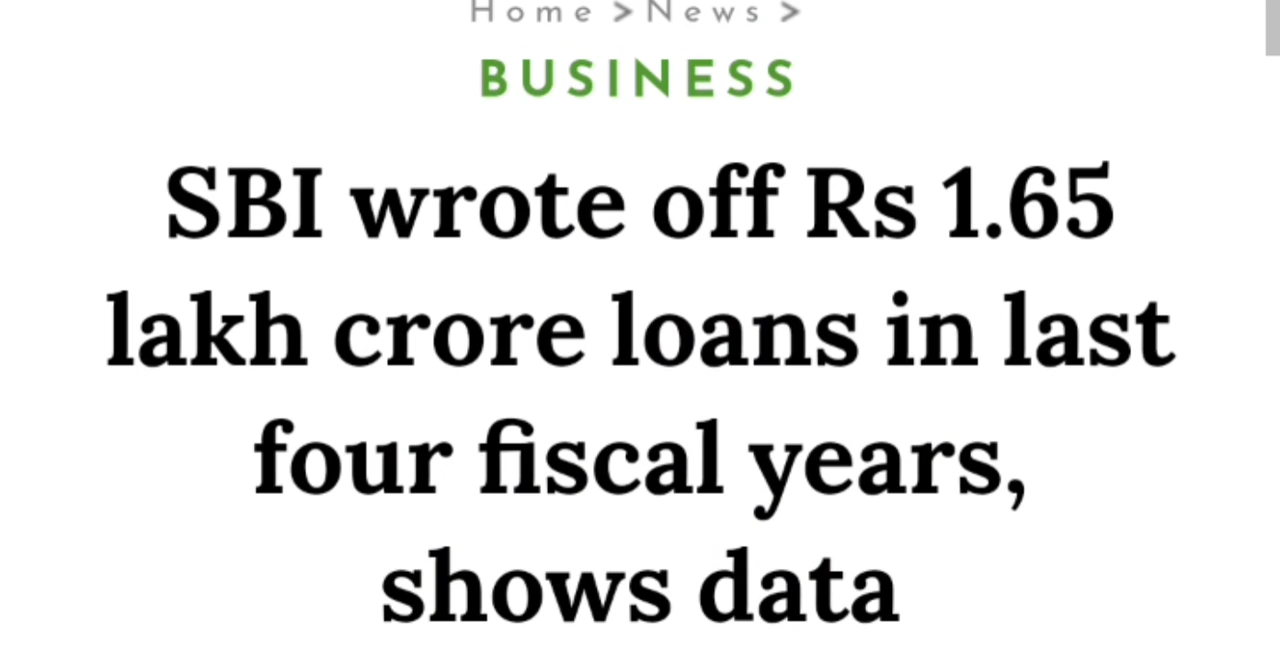 Home > News >
BUSINESS
SBI wrote off Rs 1.65
lakh crore loans in last
four fiscal years,
shows data